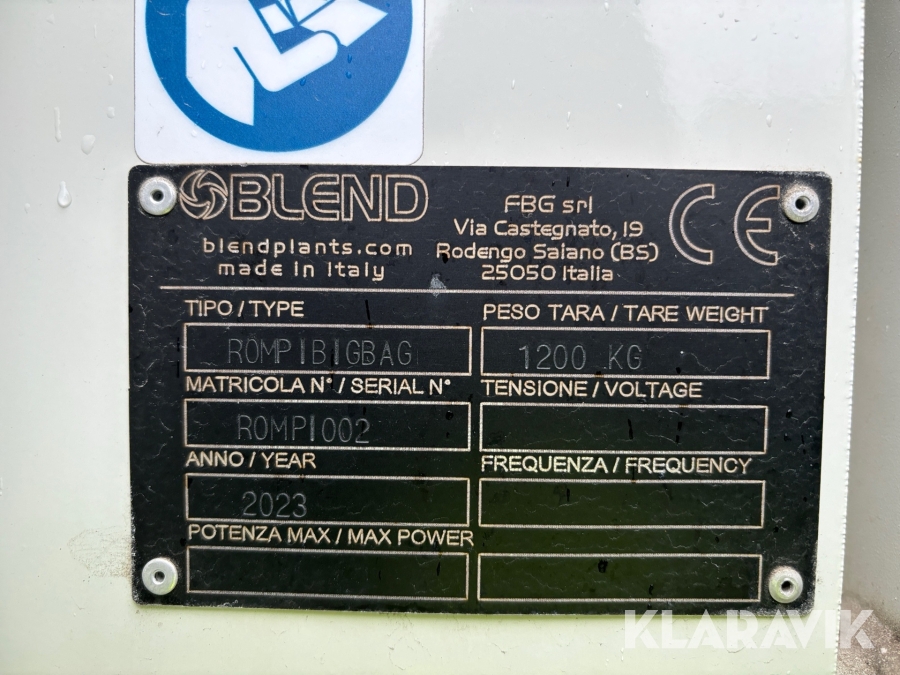 BLEND
blendplants.com
made in italy
FBG srl
Via Castegnato, 19
Rodengo Saiano (BS)
25050 Italia
CE
TIPO / TYPE
ROMPIBIGBAG
PESO TARA / TARE WEIGHT
1200 KG
MATRICOLA N° / SERIAL N°
ROMPI002
TENSIONE / VOLTAGE
ANNO / YEAR
2023
FREQUENZA / FREQUENCY
POTENZA MAX / MAX POWER
KLARAVIK